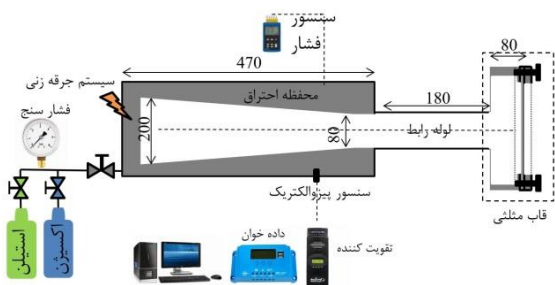 سنسور
فشار
80
470
سیستم جرقه زنی
محفظه احتراق
180
فشار سنج
200
80
لوله رابط
سنسور پیزوالکتریک
قاب مثلثی
استیلن
اکسیژن
داده خوان
تقویت کننده